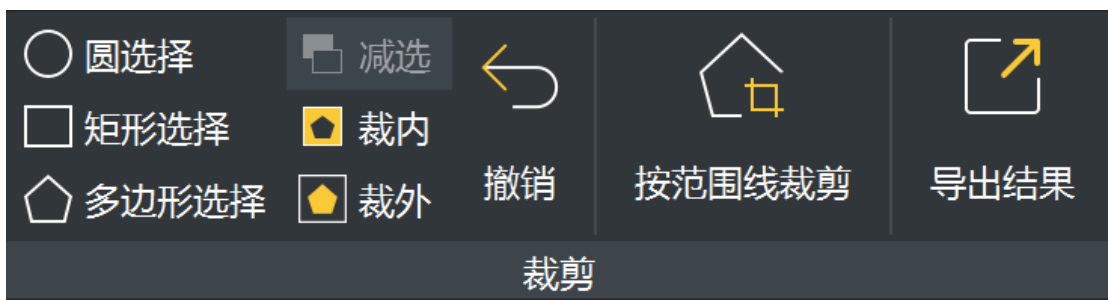 圆选择
矩形选择
多边形选择
减选
裁内
裁外
撤销
按范围线裁剪
导出结果
裁剪